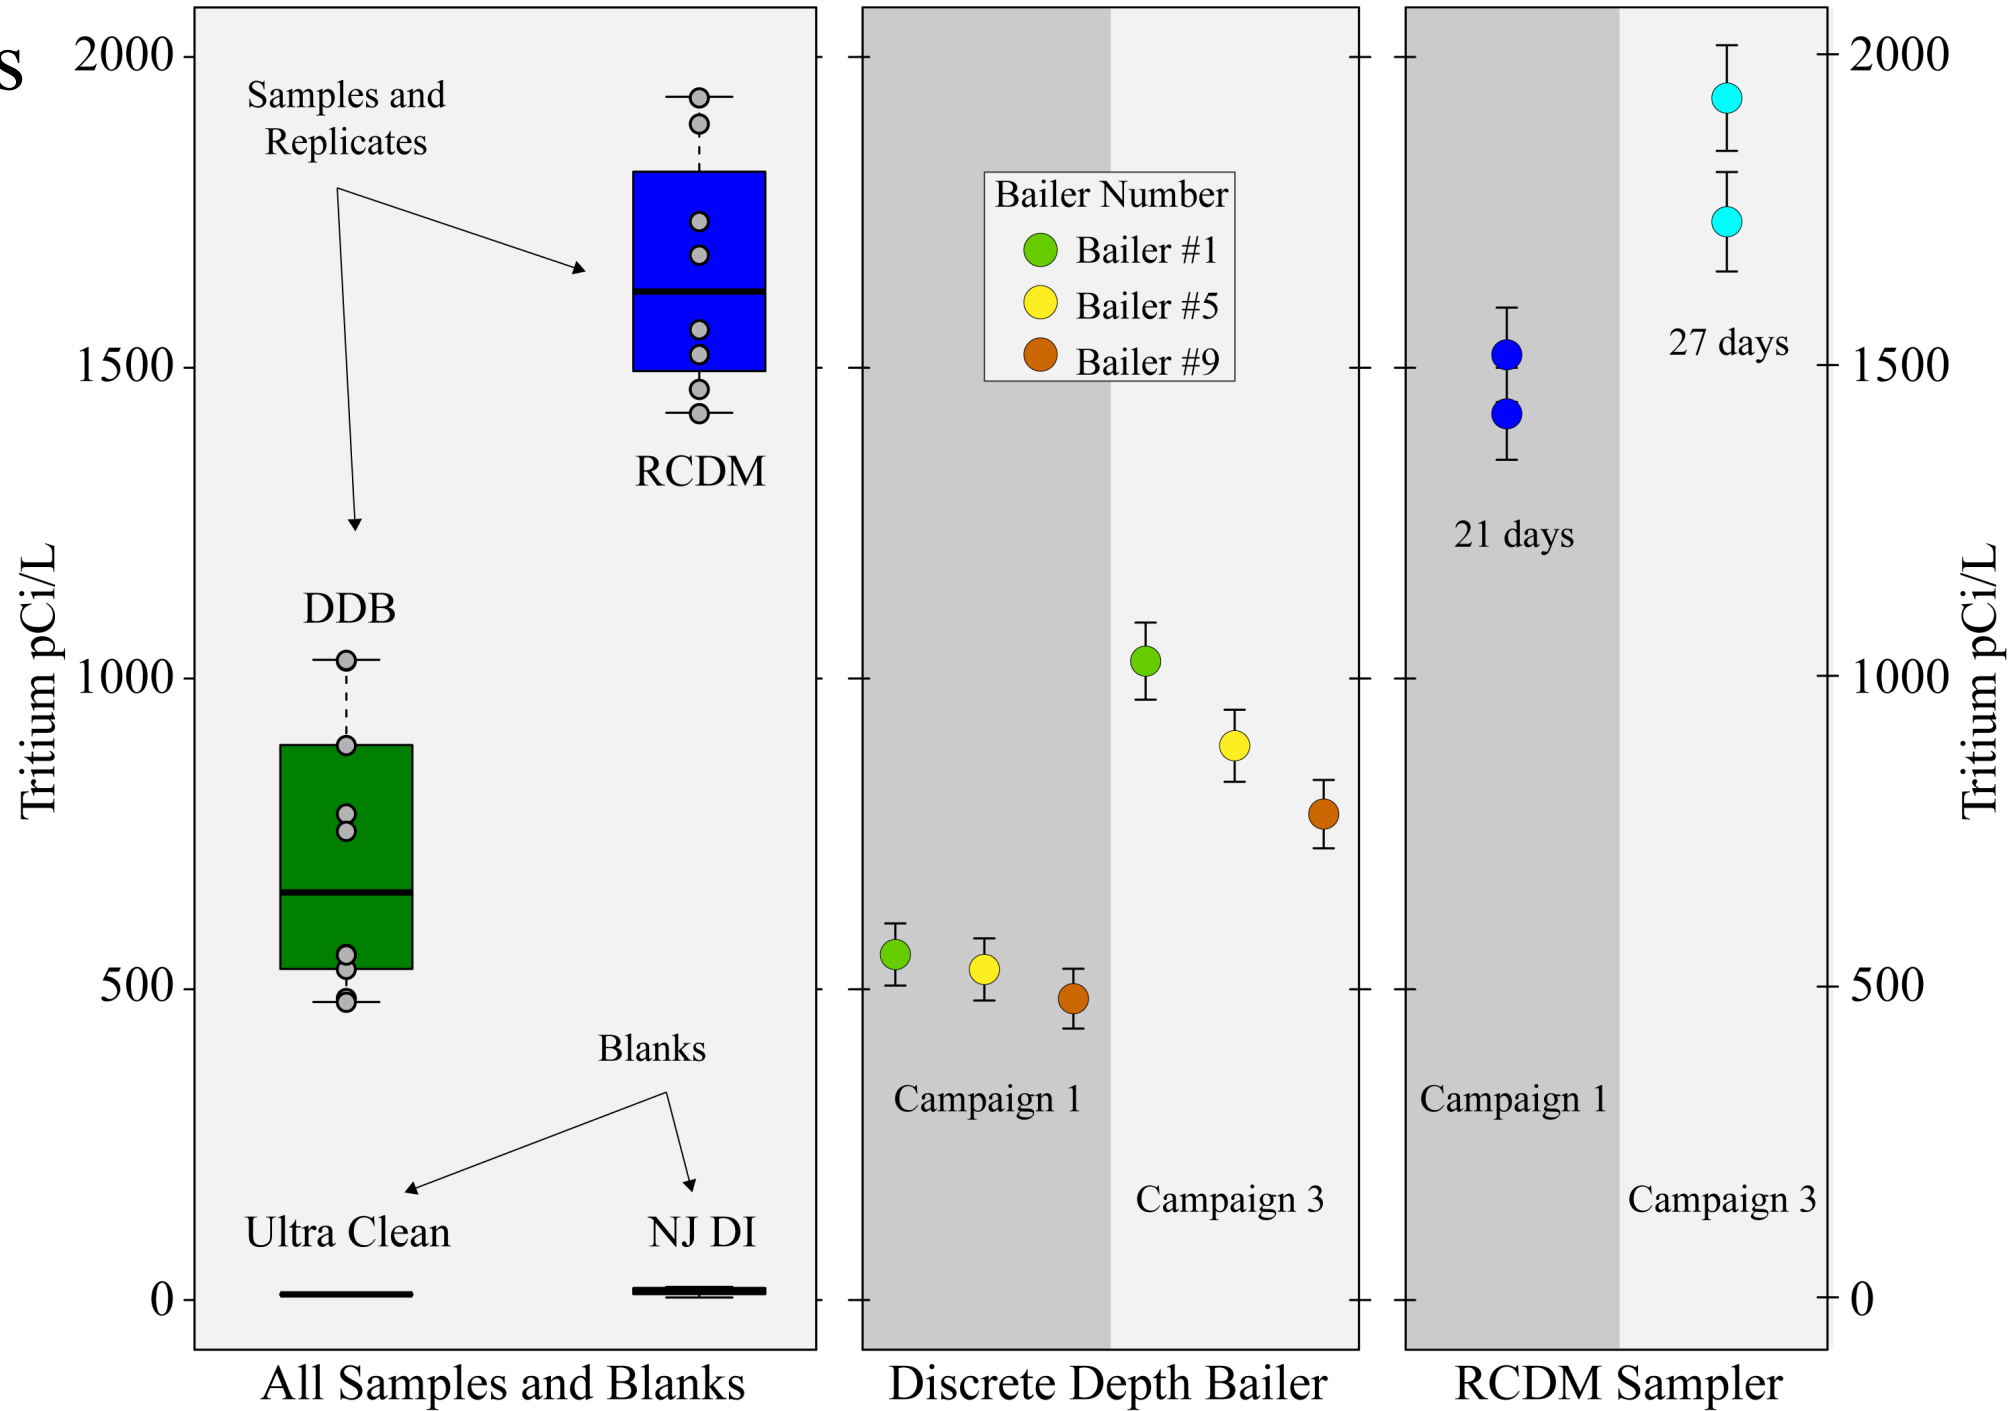 s
2000
1500
1000
500
0
Tritium pCi/L
Samples and
Replicates
RCDM
DDB
Blanks
Ultra Clean
NJ DI
All Samples and Blanks
Bailer Number
Bailer #1
Bailer #5
Bailer #9
Campaign 1
Campaign 3
Discrete Depth Bailer
27 days
21 days
Campaign 1
Campaign 3
RCDM Sampler
2000
1500
1000
500
0
Tritium pCi/L